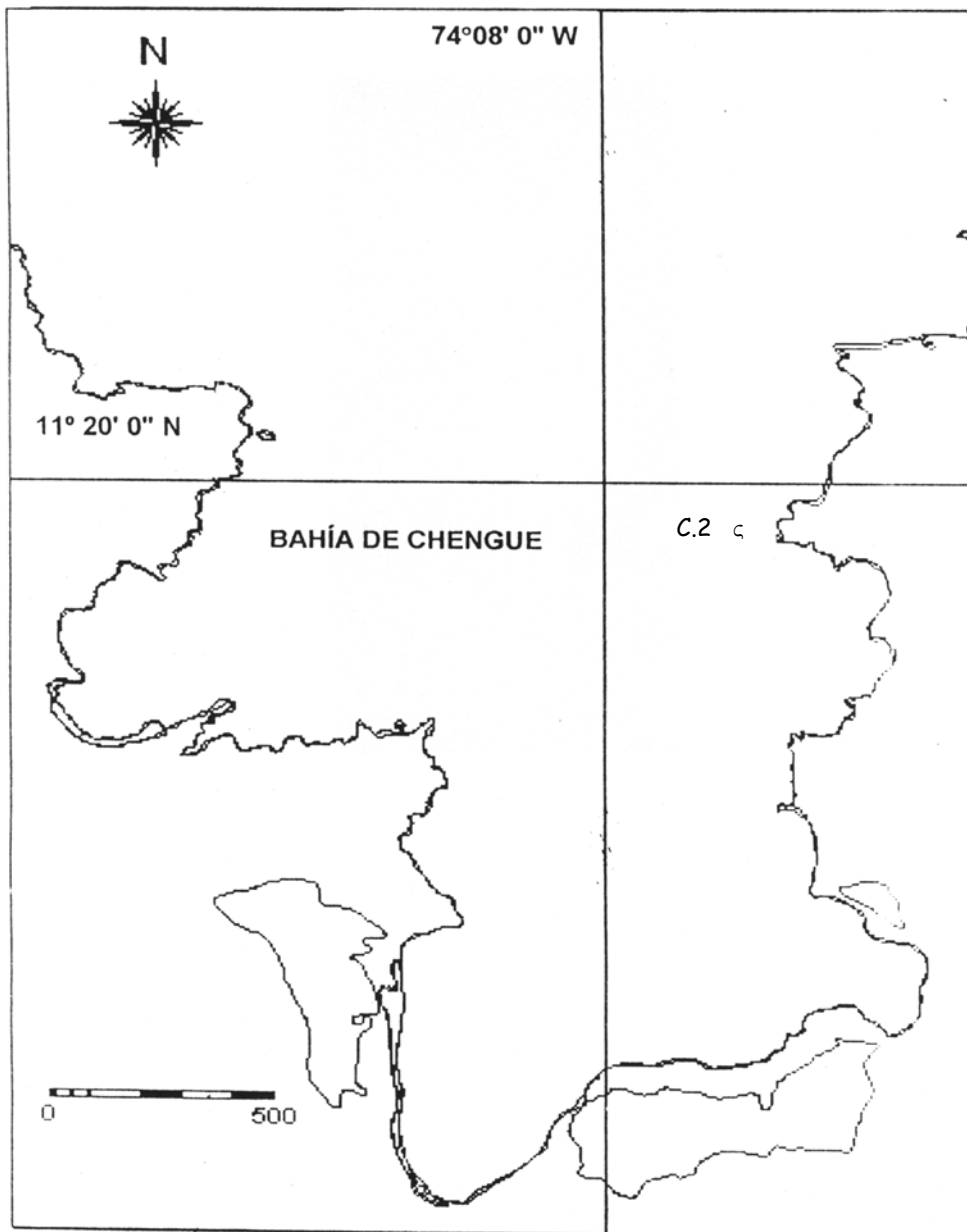 74°08' 0" W
N
11° 20' 0" N
BAHÍA DE CHENGUE
C.2 ς
0 500